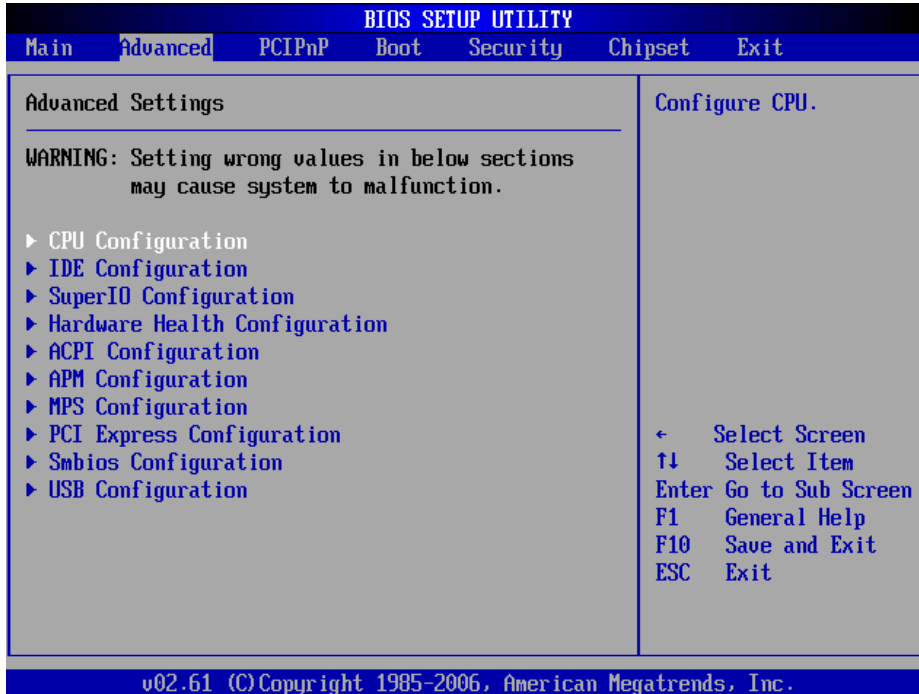 BIOS SETUP UTILITY
Main Advanced PCIPnP Boot Security Chipset Exit
Advanced Settings
WARNING: Setting wrong values in below sections
may cause system to malfunction.
▶ CPU Configuration
▶ IDE Configuration
▶ SuperIO Configuration
▶ Hardware Health Configuration
▶ ACPI Configuration
▶ APM Configuration
▶ MPS Configuration
▶ PCI Express Configuration
▶ Smbios Configuration
▶ USB Configuration
Configure CPU.
← Select Screen
↑↓ Select Item
Enter Go to Sub Screen
F1 General Help
F10 Save and Exit
ESC Exit
v02.61 (C)Copyright 1985-2006, American Megatrends, Inc.